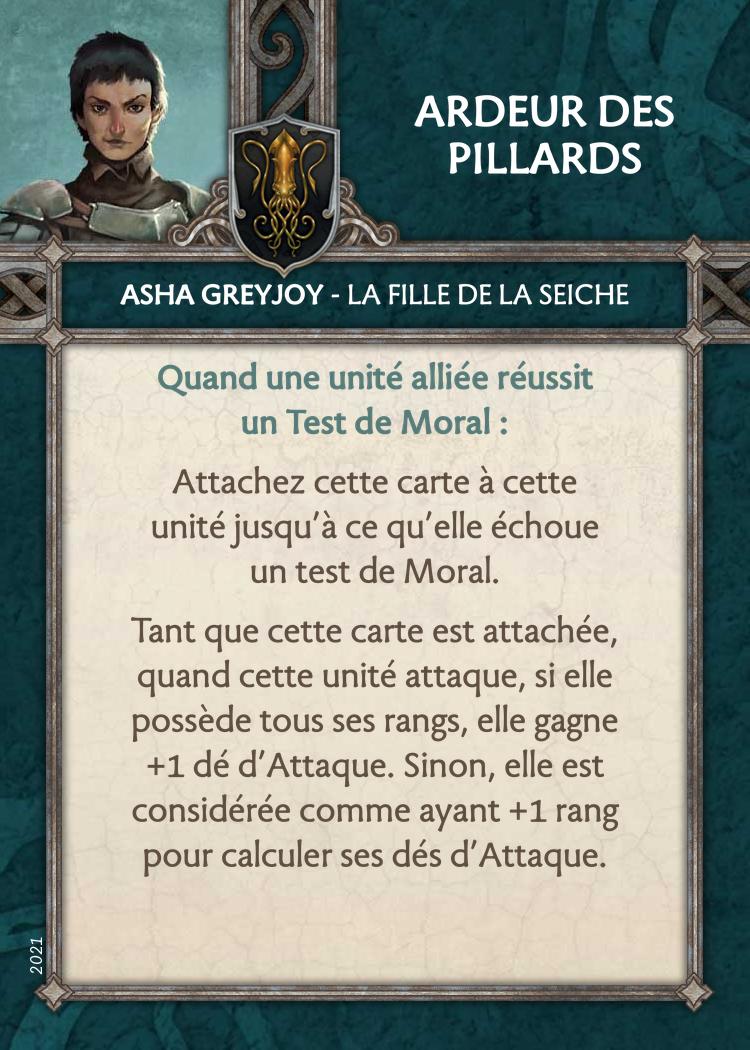 ARDEUR DES
PILLARDS
ASHA GREYJOY - LA FILLE DE LA SEICHE
Quand une unité alliée réussit
un Test de Moral :
Attachez cette carte à cette
unité jusqu'à ce qu'elle échoue
un test de Moral.
Tant que cette carte est attachée,
quand cette unité attaque, si elle
possède tous ses rangs, elle gagne
+1 dé d'Attaque. Sinon, elle est
considérée comme ayant +1 rang
pour calculer ses dés d'Attaque.
2021